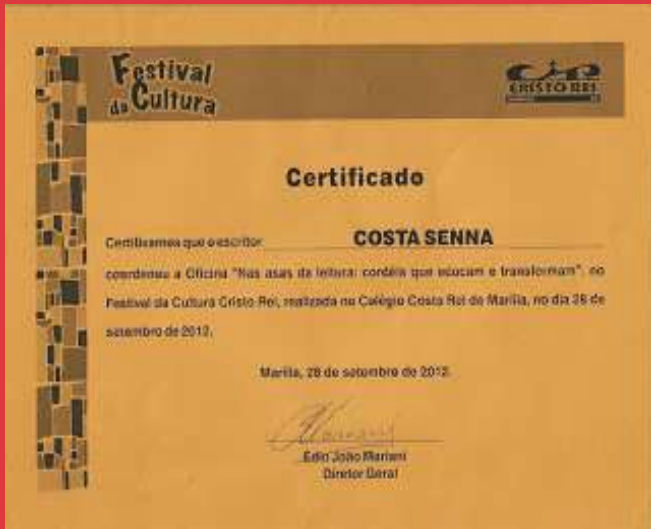 Festival
da Cultura
CRISTO REI
Certificado
Certificamos que o escritor COSTA SENNA
coordenou a Oficina "Nas asas da leitura: cordéis que educam e transformam", no
Festival da Cultura Cristo Rei, realizada no Colégio Costa Rei de Marília, no dia 28 de
setembro de 2012.
Marília, 28 de setembro de 2012.
Edio João Mariani
Diretor Geral